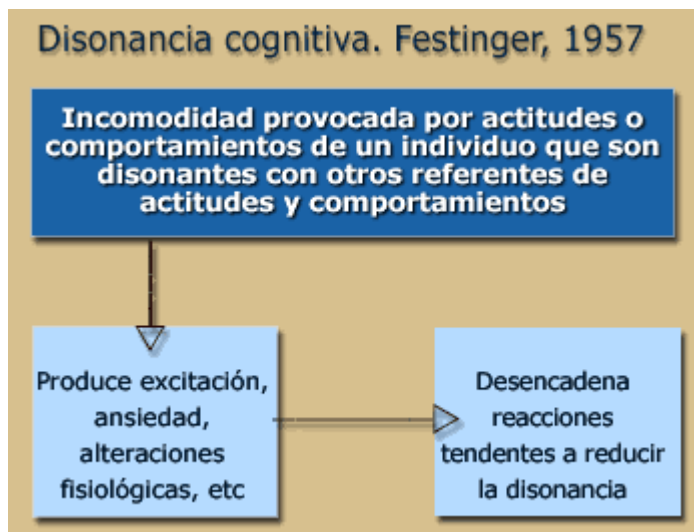 Disonancia cognitiva. Festinger, 1957
Incomodidad provocada por actitudes o
comportamientos de un individuo que son
disonantes con otros referentes de
actitudes y comportamientos
Produce excitación,
ansiedad,
alteraciones
fisiológicas, etc
Desencadena
reacciones
tendentes a reducir
la disonancia